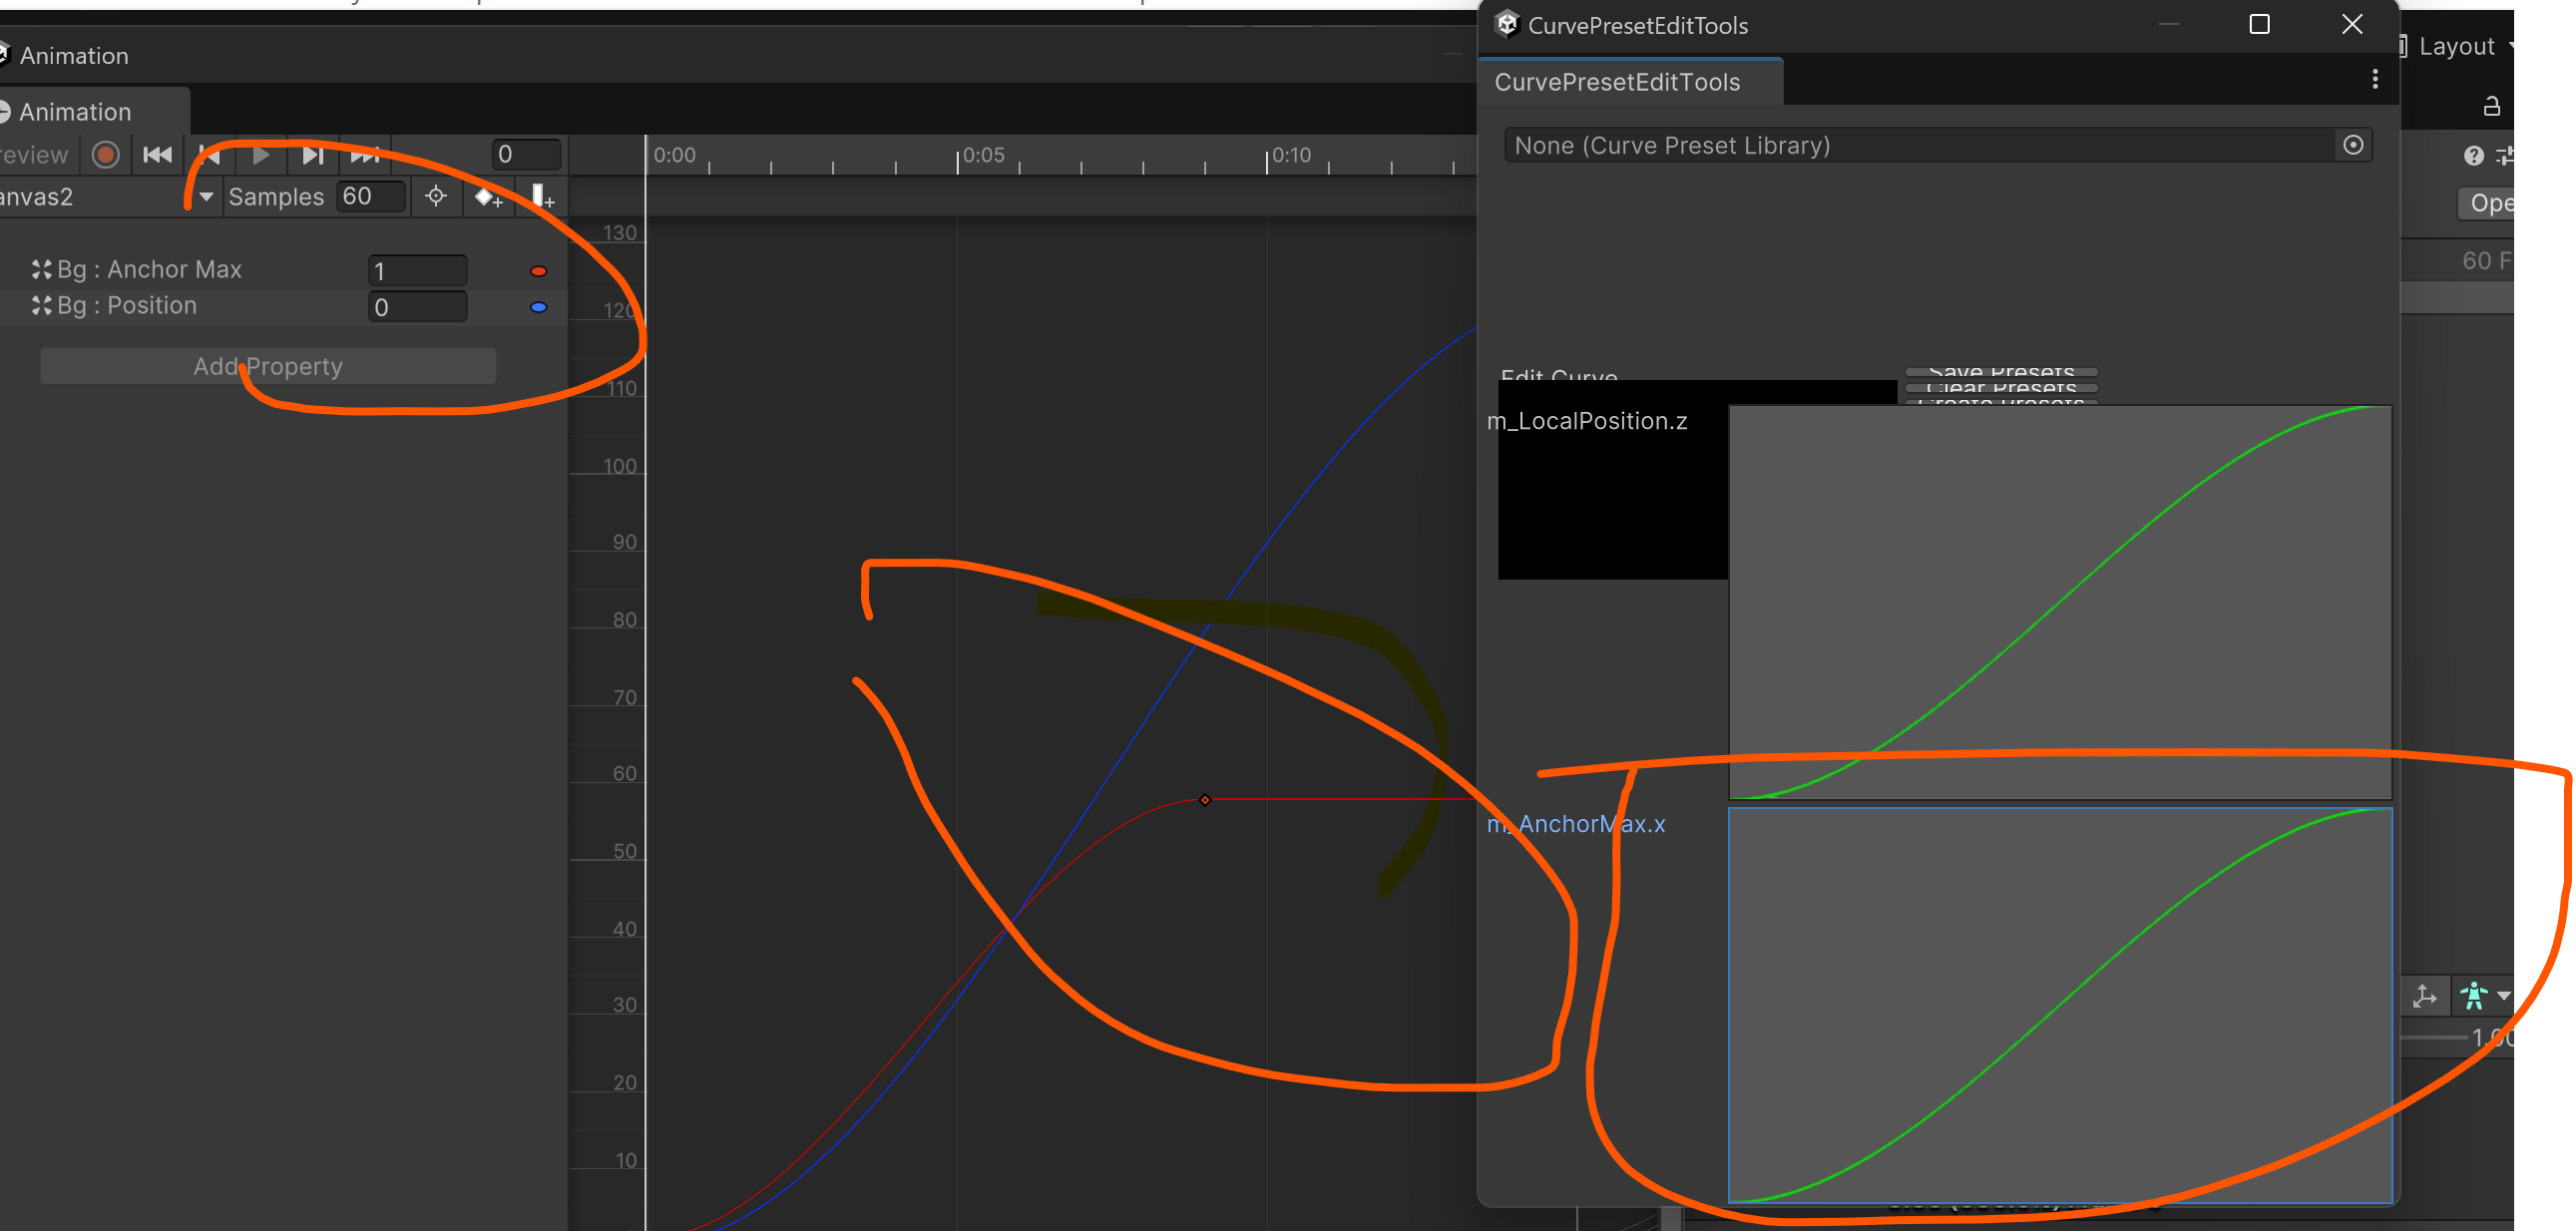 Animation
Animation
review
0
anvas2
Samples
60
Bg : Anchor Max
1
Bg : Position
0
Add Property
0:00
0:05
0:10
130
120
110
100
90
80
70
60
50
40
30
20
10
CurvePresetEditTools
CurvePresetEditTools
None (Curve Preset Library)
Edit Curve
Save Presets
Clear Presets
Create Presets
m_LocalPosition.z
m_AnchorMax.x
Layout
Ope
60 F
1.00